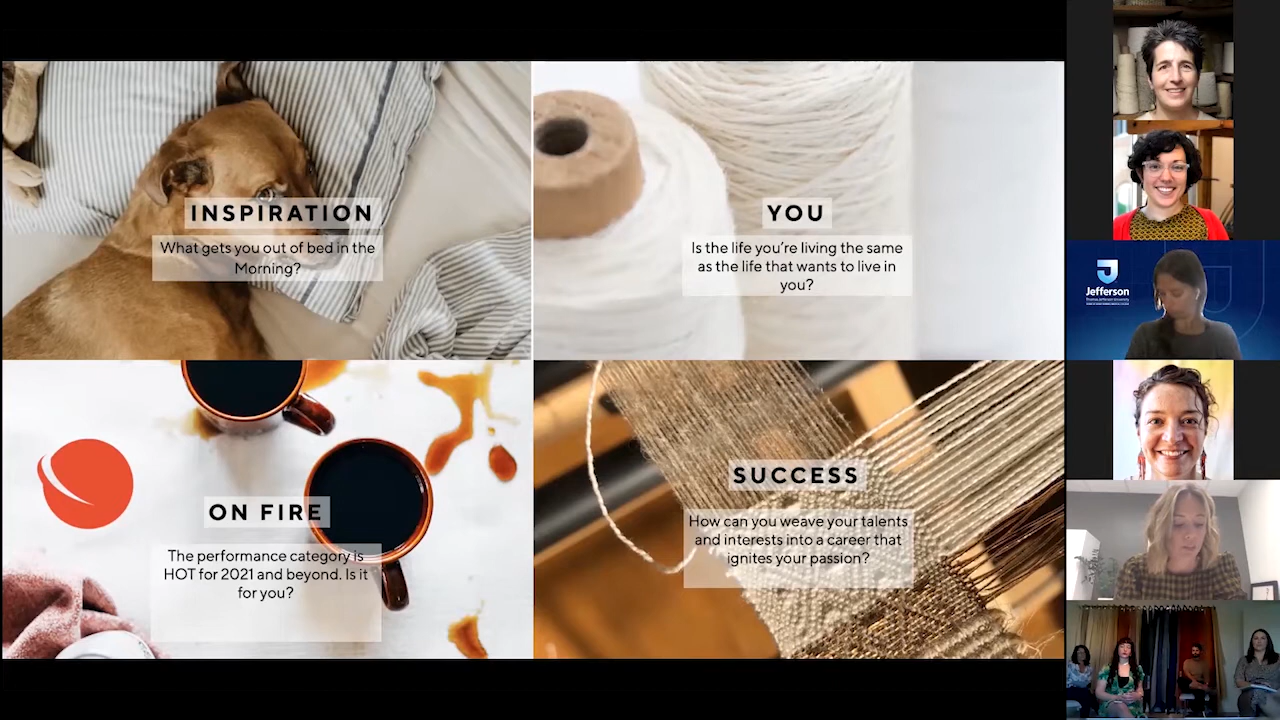 INSPIRATION
What gets you out of bed in the
Morning?
YOU
Is the life you're living the same
as the life that wants to live in
you?
ON FIRE
The performance category is
HOT for 2021 and beyond. Is it
for you?
SUCCESS
How can you weave your talents
and interests into a career that
ignites your passion?
Jefferson
Thomas Jefferson University